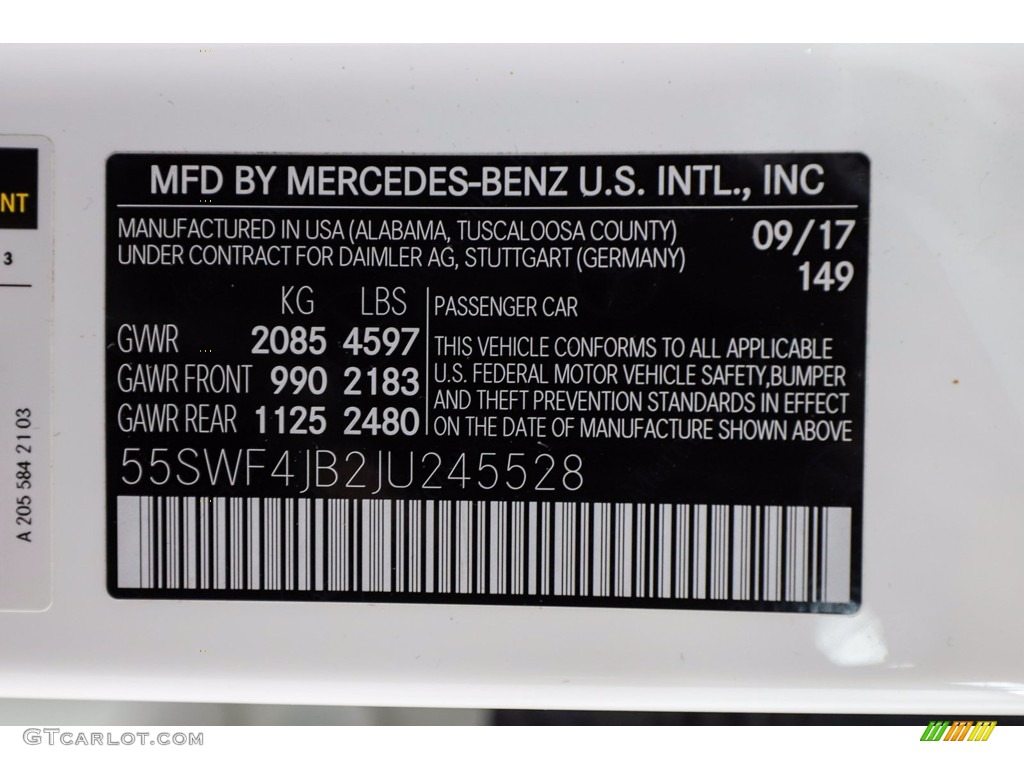 MFD BY MERCEDES-BENZ U.S. INTL., INC
MANUFACTURED IN USA (ALABAMA, TUSCALOOSA COUNTY)
UNDER CONTRACT FOR DAIMLER AG, STUTTGART (GERMANY)
09/17
149
KG LBS
GVWR 2085 4597
GAWR FRONT 990 2183
GAWR REAR 1125 2480
PASSENGER CAR
THIS VEHICLE CONFORMS TO ALL APPLICABLE
U.S. FEDERAL MOTOR VEHICLE SAFETY,BUMPER
AND THEFT PREVENTION STANDARDS IN EFFECT
ON THE DATE OF MANUFACTURE SHOWN ABOVE
55SWF4JB2JU245528
NT
3
A 205 584 21 03
GTCarLot.com